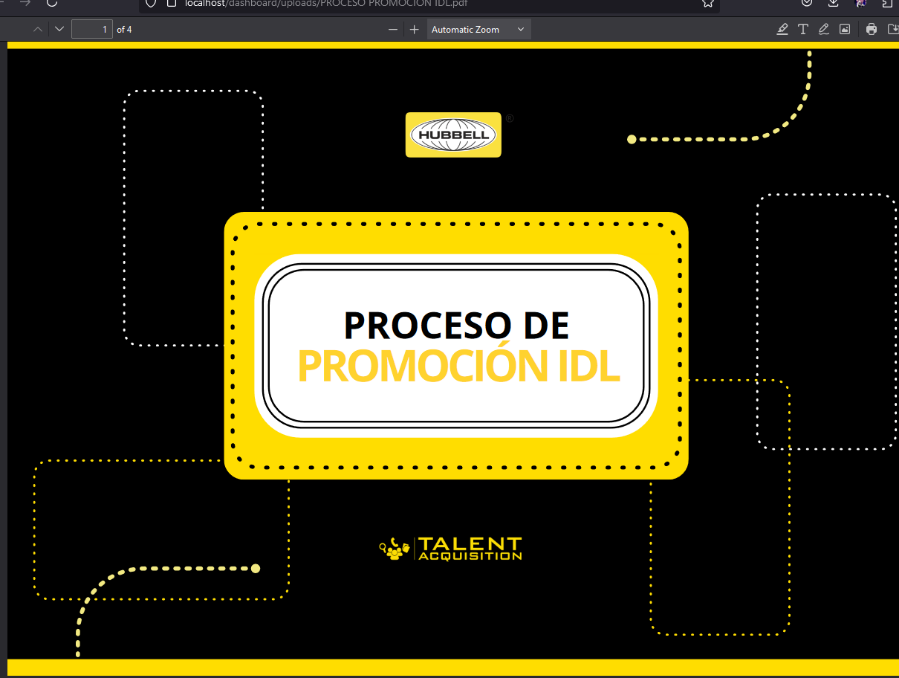 localhost/dashboard/uploads/PROCESO PROMOCION IDL.pdf
1 of 4
Automatic Zoom
HUBBELL
®
PROCESO DE
PROMOCIÓN IDL
TALENT
ACQUISITION